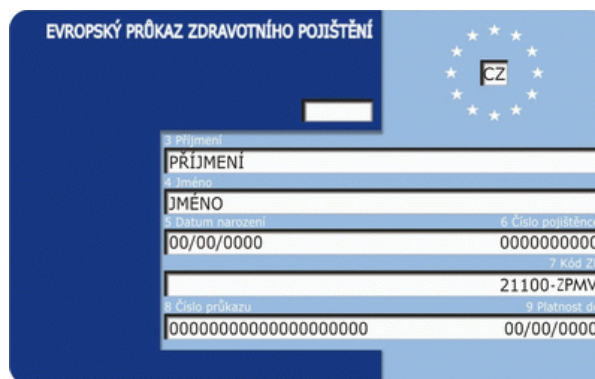 EVROPSKÝ PRŮKAZ ZDRAVOTNÍHO POJIŠTĚNÍ
CZ
3 Příjmení
PŘÍJMENÍ
4 Jméno
JMÉNO
5 Datum narození 6 Číslo pojištěnce
00/00/0000 0000000000
7 Kód
21100-ZPMV
8 Číslo průkazu 9 Platnost do
00000000000000000000 00/00/0000